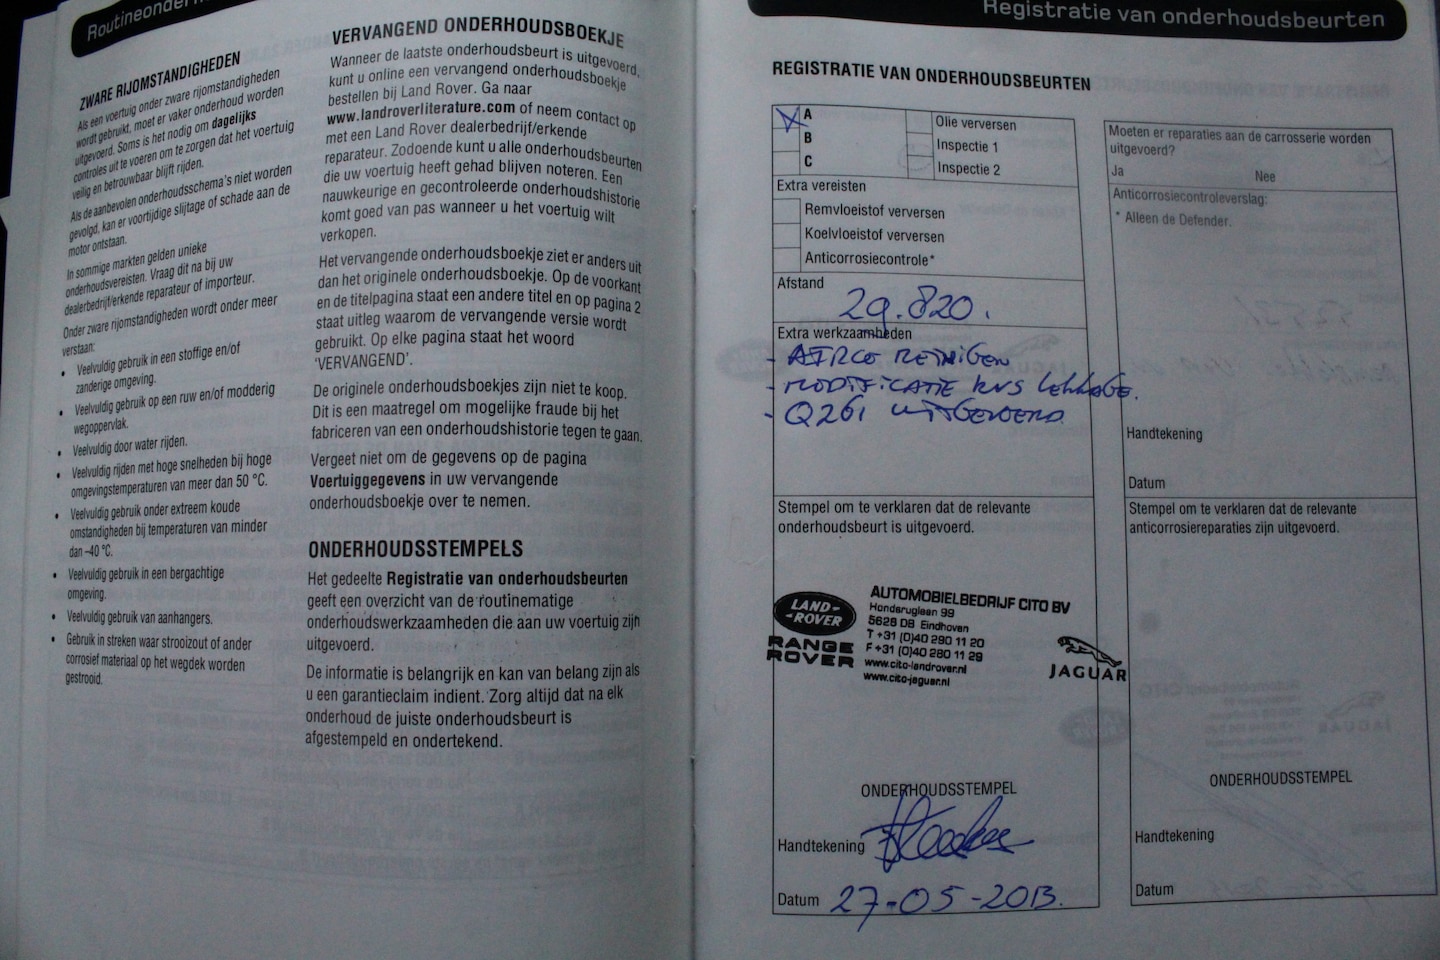 Routineonder
ZWARE RIJOMSTANDIGHEDEN
Als een voertuig onder zware rijomstandigheden
wordt gebruikt, moet er vaker onderhoud worden
uitgevoerd. Soms is het nodig om dagelijks
controles uit te voeren om te zorgen dat het voertuig
veilig en betrouwbaar blijft rijden.
Als de aanbevolen onderhoudsschema's niet worden
gevolgd, kan er voortijdige slijtage of schade aan de
motor ontstaan.
In sommige markten gelden unieke
onderhoudsvereisten. Vraag dit na bij uw
dealerbedrijf/erkende reparateur of importeur.
Onder zware rijomstandigheden wordt onder meer
verstaan:
• Veelvuldig gebruik in een stoffige en/of
zanderige omgeving.
• Veelvuldig gebruik op een ruw en/of modderig
wegoppervlak.
• Veelvuldig door water rijden.
• Veelvuldig rijden met hoge snelheden bij hoge
omgevingstemperaturen van meer dan 50 °C.
• Veelvuldig gebruik onder extreem koude
omstandigheden bij temperaturen van minder
dan –40 °C.
• Veelvuldig gebruik in een bergachtige
omgeving.
• Veelvuldig gebruik van aanhangers.
• Gebruik in streken waar strooizout of ander
corrosief materiaal op het wegdek worden
gestrooid.
VERVANGEND ONDERHOUDSBOEKJE
Wanneer de laatste onderhoudsbeurt is uitgevoerd,
kunt u online een vervangend onderhoudsboekje
bestellen bij Land Rover. Ga naar
www.landroverliterature.com of neem contact op
met een Land Rover dealerbedrijf/erkende
reparateur. Zodoende kunt u alle onderhoudsbeurten
die uw voertuig heeft gehad blijven noteren. Een
nauwkeurige en gecontroleerde onderhoudshistorie
komt goed van pas wanneer u het voertuig wilt
verkopen.
Het vervangende onderhoudsboekje ziet er anders uit
dan het originele onderhoudsboekje. Op de voorkant
en de titelpagina staat een andere titel en op pagina 2
staat uitleg waarom de vervangende versie wordt
gebruikt. Op elke pagina staat het woord
'VERVANGEND'.
De originele onderhoudsboekjes zijn niet te koop.
Dit is een maatregel om mogelijke fraude bij het
fabriceren van een onderhoudshistorie tegen te gaan.
Vergeet niet om de gegevens op de pagina
Voertuiggegevens in uw vervangende
onderhoudsboekje over te nemen.
ONDERHOUDSSTEMPELS
Het gedeelte Registratie van onderhoudsbeurten
geeft een overzicht van de routinematige
onderhoudswerkzaamheden die aan uw voertuig zijn
uitgevoerd.
De informatie is belangrijk en kan van belang zijn als
u een garantieclaim indient. Zorg altijd dat na elk
onderhoud de juiste onderhoudsbeurt is
afgestempeld en ondertekend.
Registratie van onderhoudsbeurten
REGISTRATIE VAN ONDERHOUDSBEURTEN
A
B
C
Olie verversen
Inspectie 1
Inspectie 2
Extra vereisten
Remvloeistof verversen
Koelvloeistof verversen
Anticorrosiecontrole*
Afstand
29.820.
Extra werkzaamheden
- AIRCO REINIGEN
- MODIFICATIE RVS LEKKAGE.
- Q261 UITGEVOERD.
Stempel om te verklaren dat de relevante
onderhoudsbeurt is uitgevoerd.
LAND-
-ROVER
RANGE
ROVER
AUTOMOBIELBEDRIJF CITO BV
Hondsruglaan 99
5628 DB Eindhoven
T +31 (0)40 290 11 20
F +31 (0)40 280 11 29
www.cito-landrover.nl
www.cito-jaguar.nl
JAGUAR
ONDERHOUDSSTEMPEL
Handtekening
Datum 27-05-2013.
Moeten er reparaties aan de carrosserie worden
uitgevoerd?
Ja Nee
Anticorrosiecontroleverslag:
* Alleen de Defender.
Handtekening
Datum
Stempel om te verklaren dat de relevante
anticorrosiereparaties zijn uitgevoerd.
ONDERHOUDSSTEMPEL
Handtekening
Datum